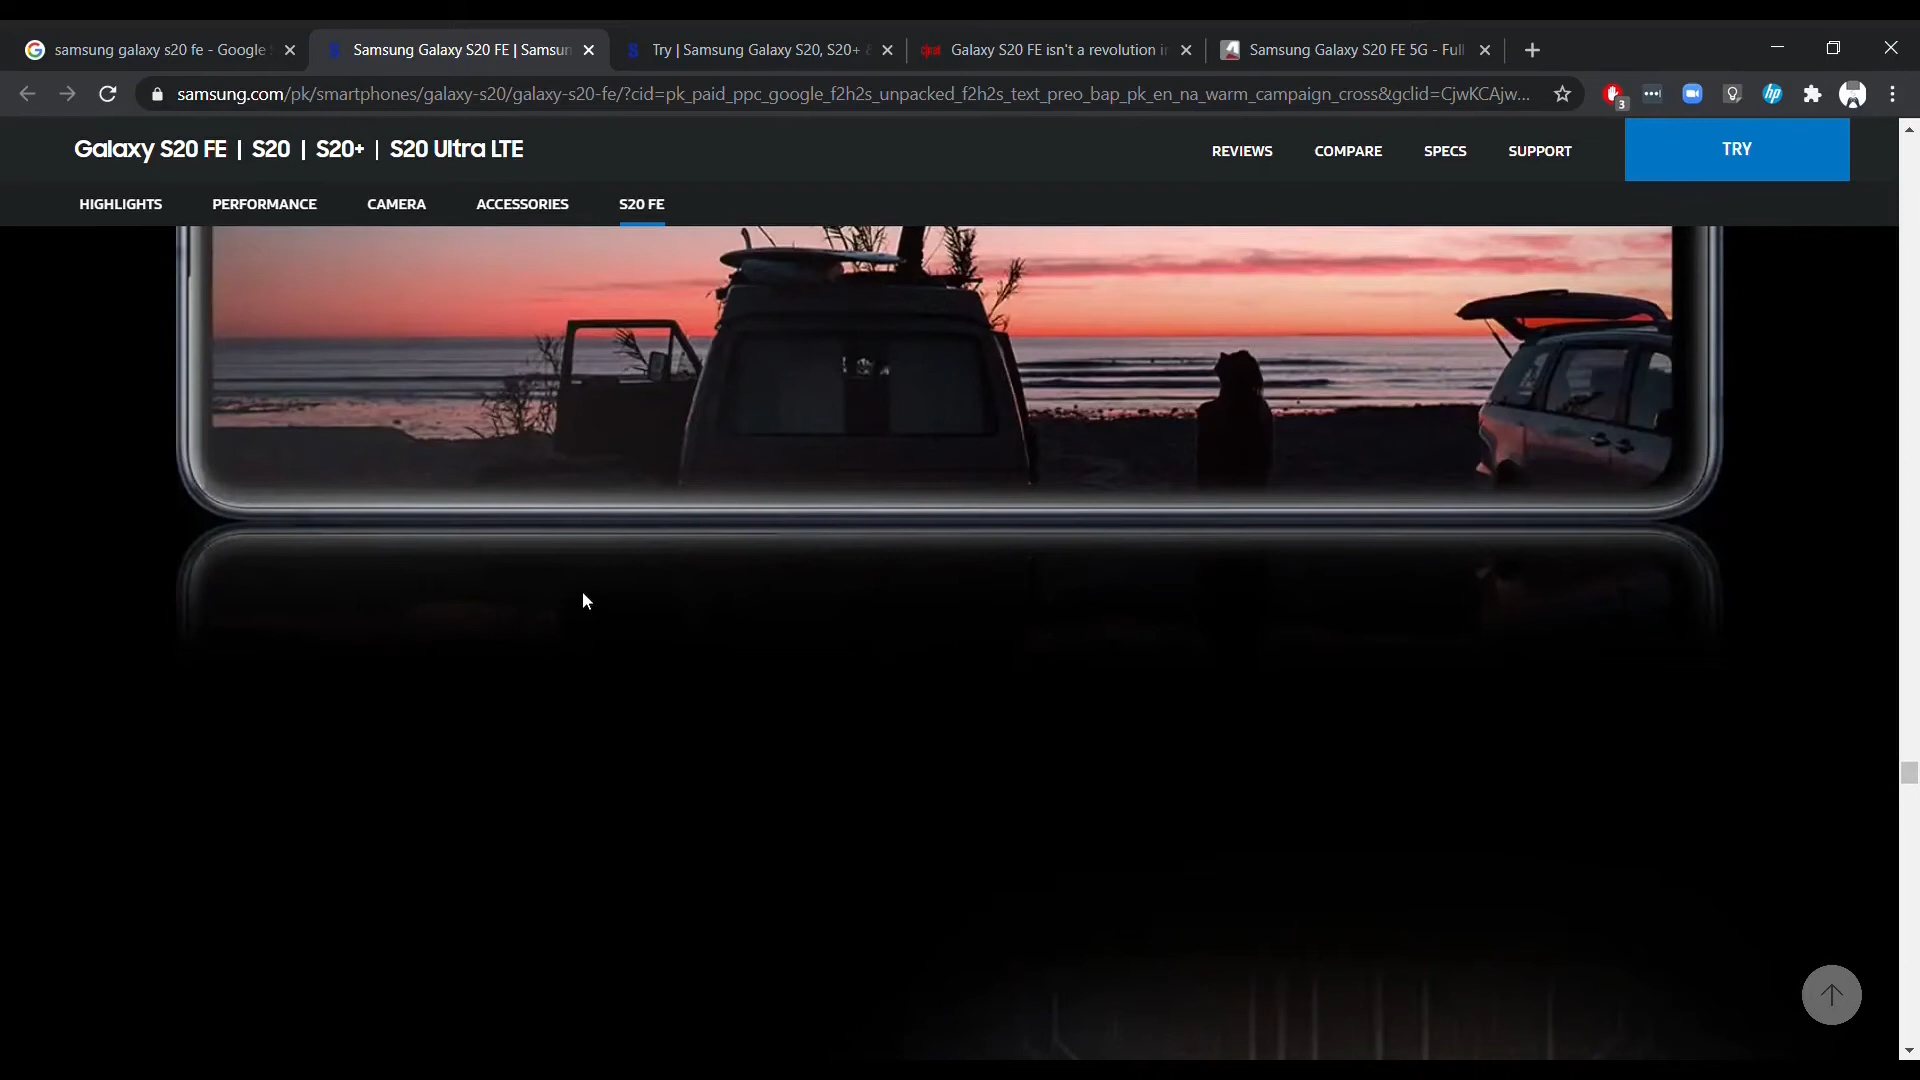 samsung galaxy s20 fe - Google
Samsung Galaxy S20 FE | Samsun
Try | Samsung Galaxy S20, S20+
Galaxy S20 FE isn't a revolution i
Samsung Galaxy S20 FE 5G - Full
samsung.com/pk/smartphones/galaxy-s20/galaxy-s20-fe/?cid=pk_paid_ppc_google_f2h2s_unpacked_f2h2s_text_preo_bap_pk_en_na_warm_campaign_cross&gclid=CjwKCAjw...
3
hp
Galaxy S20 FE | S20 | S20+ | S20 Ultra LTE
REVIEWS COMPARE SPECS SUPPORT TRY
HIGHLIGHTS PERFORMANCE CAMERA ACCESSORIES S20 FE